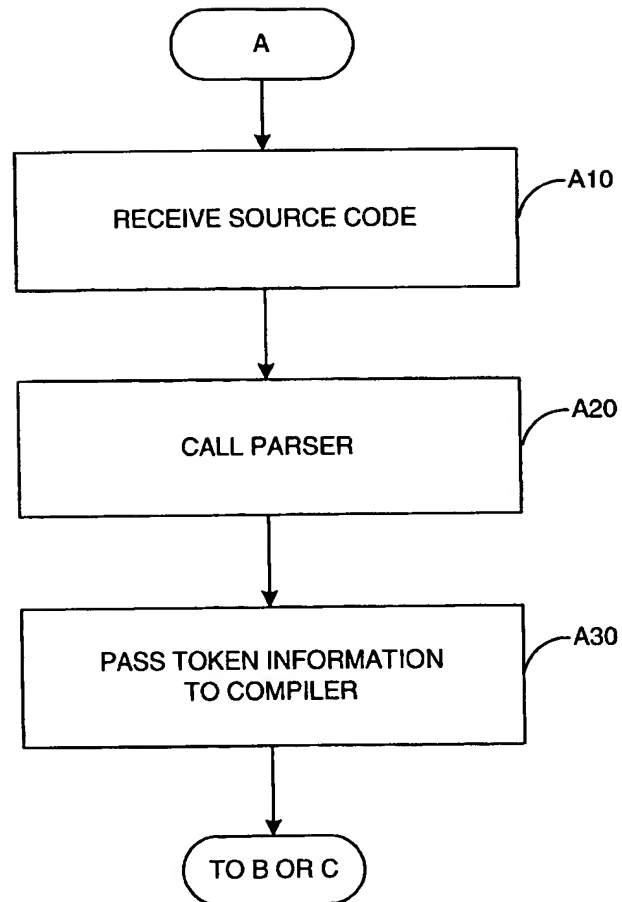 A
RECEIVE SOURCE CODE
A10
CALL PARSER
A20
PASS TOKEN INFORMATION
TO COMPILER
A30
TO B OR C